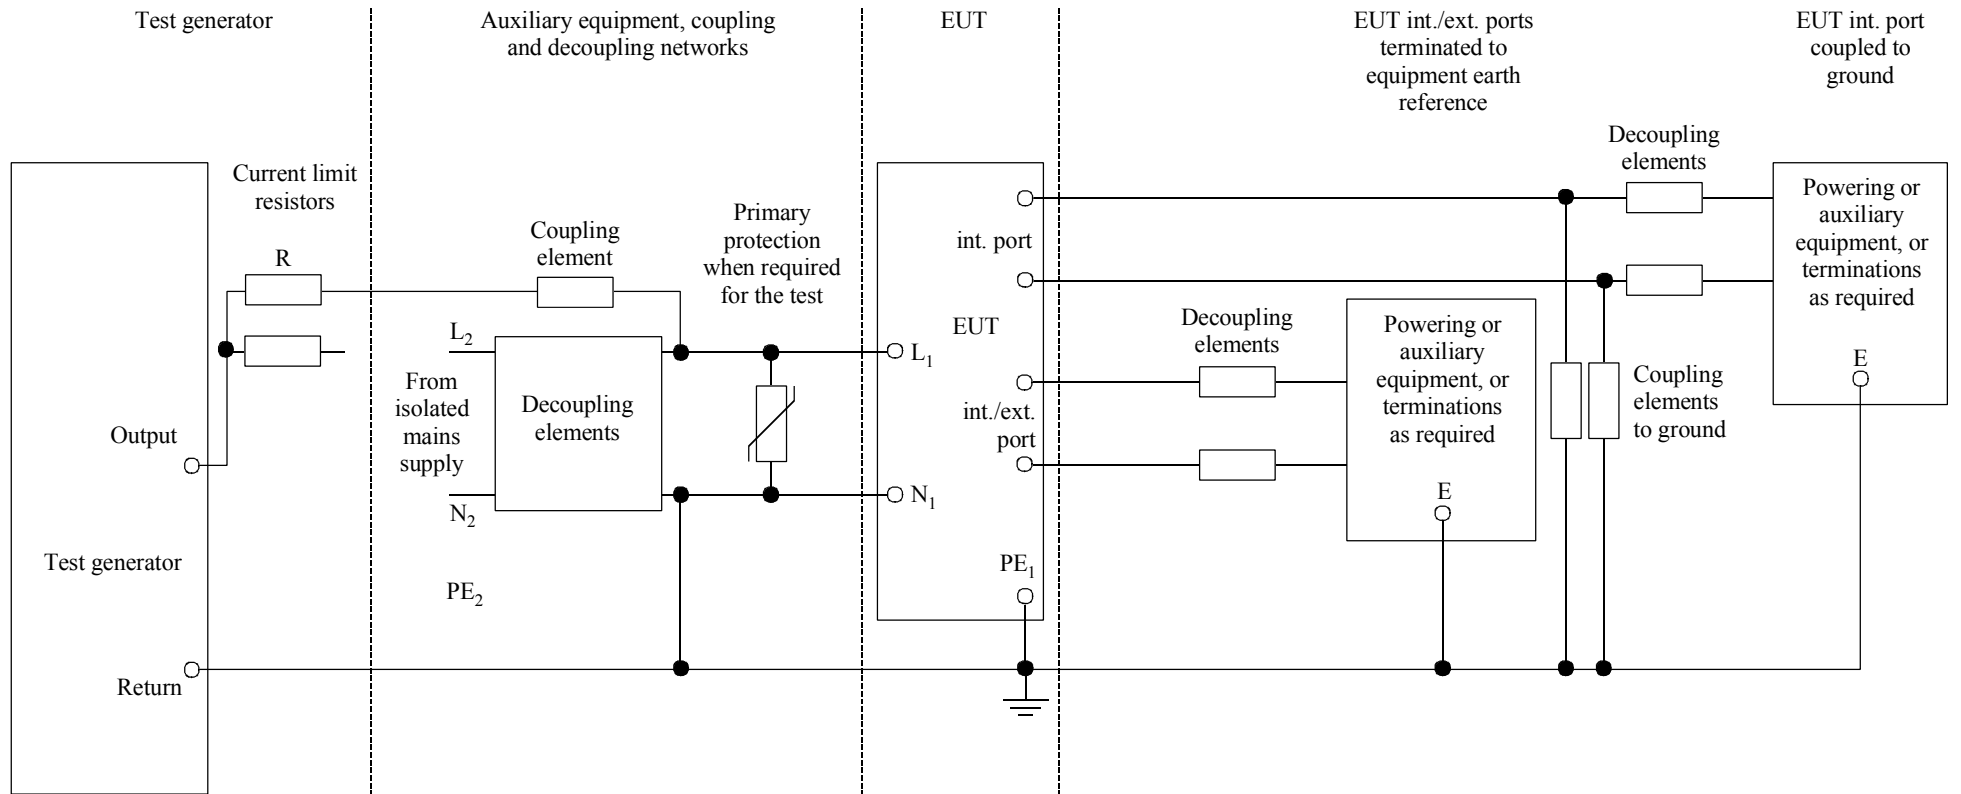 Test generator
Auxiliary equipment, coupling
and decoupling networks
EUT
EUT int./ext. ports
terminated to
equipment earth
reference
EUT int. port
coupled to
ground
Current limit
resistors
R
Coupling
element
Primary
protection
when required
for the test
L2
From
isolated
mains
supply
N2
Decoupling
elements
PE2
Output
Test generator
Return
int. port
EUT
L1
int./ext.
port
N1
PE1
Decoupling
elements
Powering or
auxiliary
equipment, or
terminations
as required
E
Decoupling
elements
Coupling
elements
to ground
Powering or
auxiliary
equipment, or
terminations
as required
E